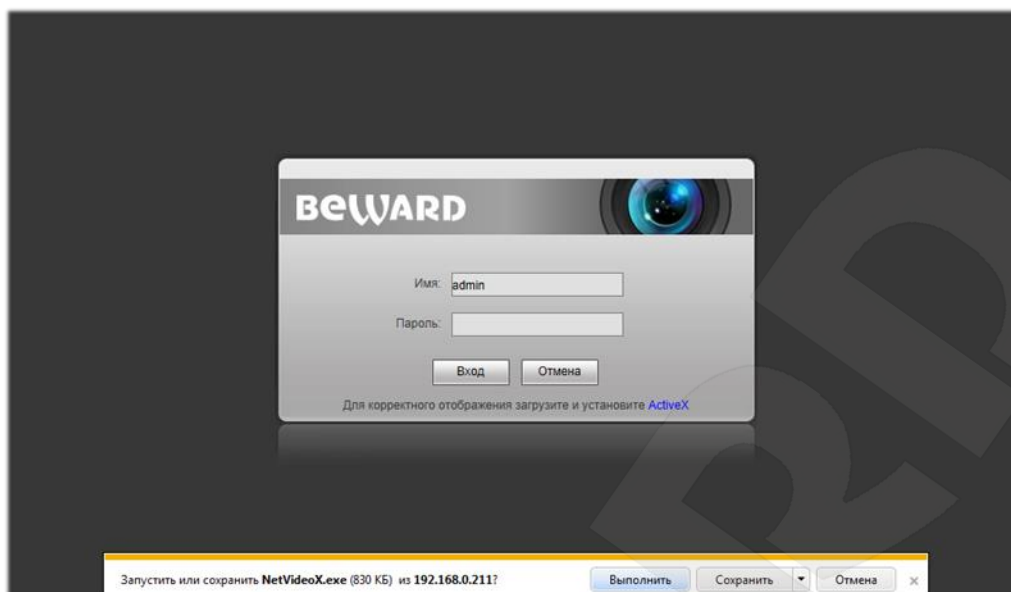 BEWARD
Имя: admin
Пароль:
Вход Отмена
Для корректного отображения загрузите и установите ActiveX
Запустить или сохранить NetVideoX.exe (830 КБ) из 192.168.0.211? Выполнить Сохранить Отмена